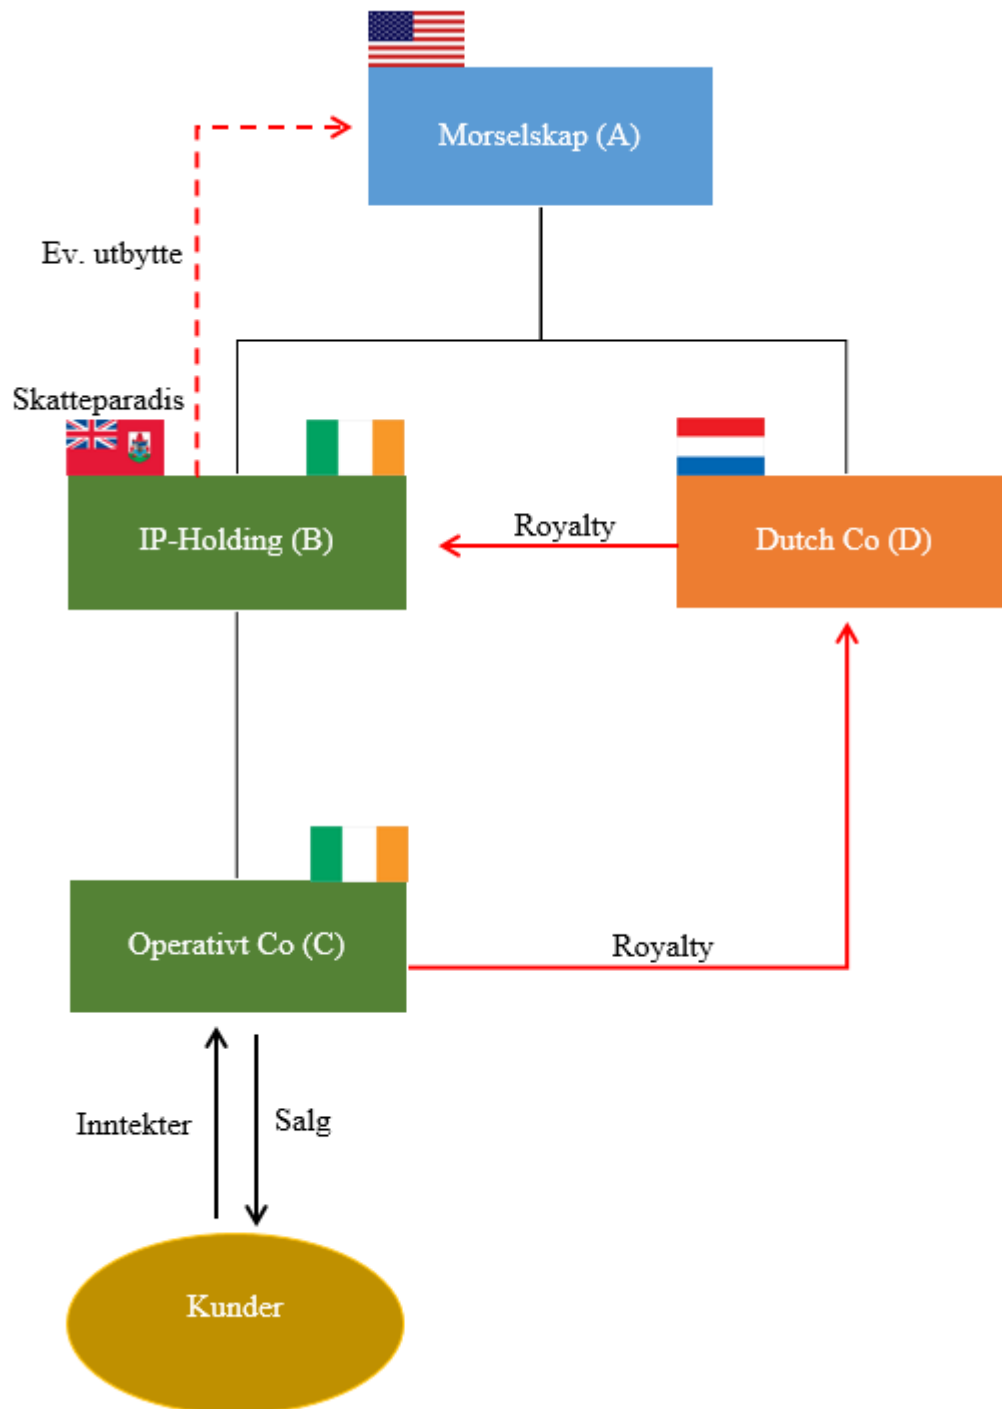 Morselskap (A)
Ev. utbytte
Skatteparadis
IP-Holding (B)
Royalty
Dutch Co (D)
Operativt Co (C)
Royalty
Inntekter
Salg
Kunder